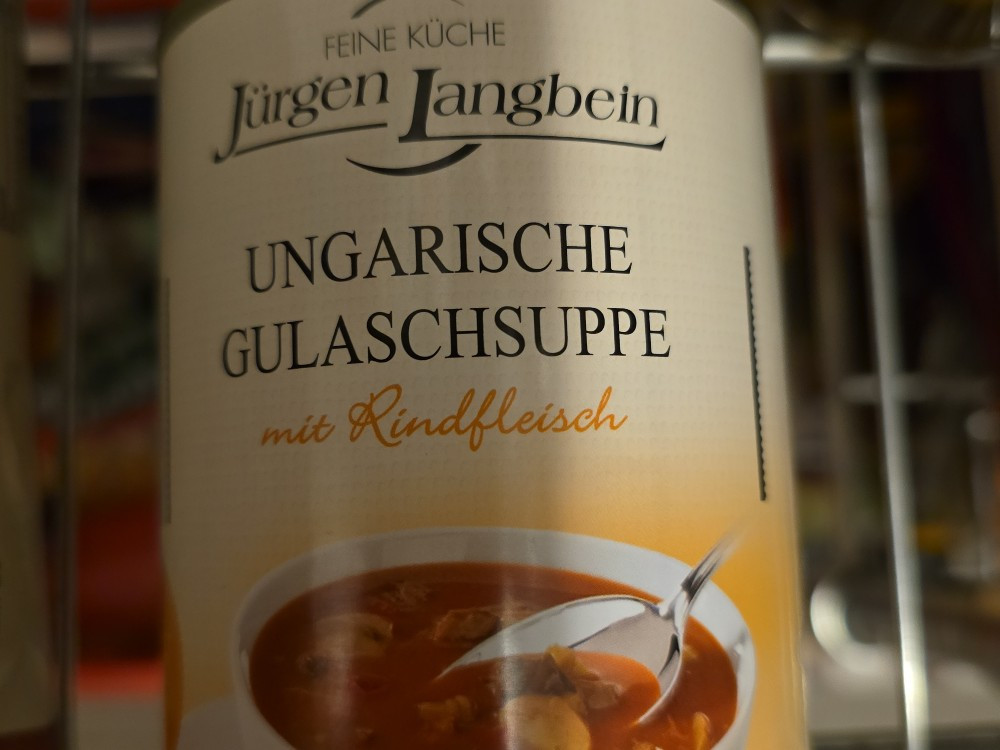 FEINE KÜCHE
Jürgen Langbein
UNGARISCHE
GULASCHSUPPE
mit Rindfleisch